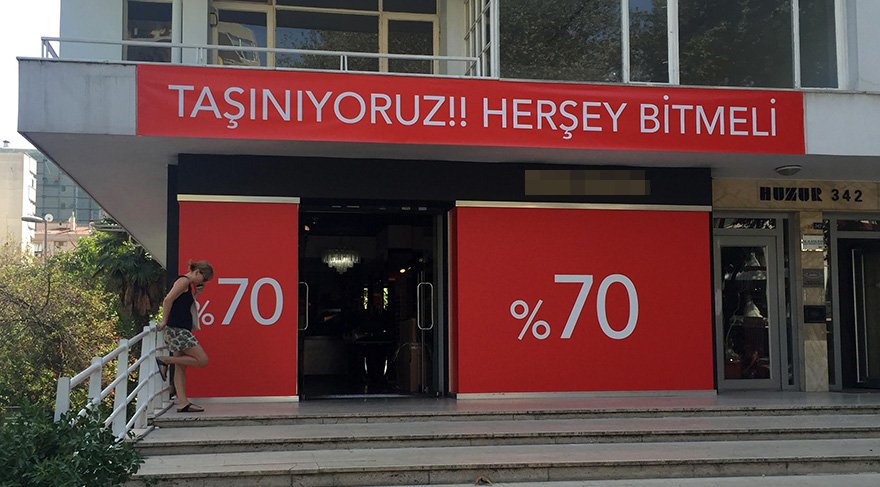 TAŞINIYORUZ!! HERŞEY BİTMELİ
HUZUR 342
%70
%70